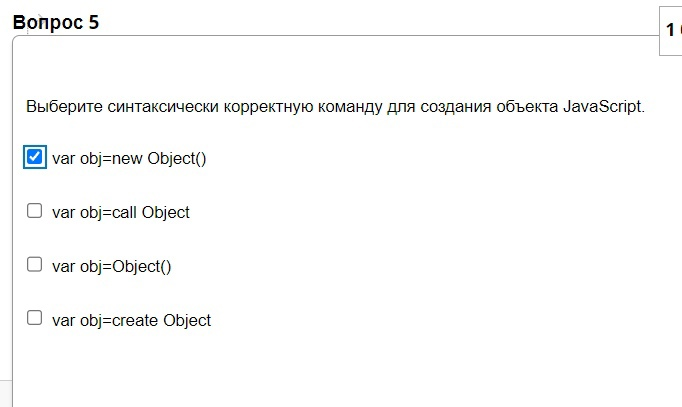 Вопрос 5
1
Выберите синтаксически корректную команду для создания объекта JavaScript.
var obj=new Object()
var obj=call Object
var obj=Object()
var obj=create Object